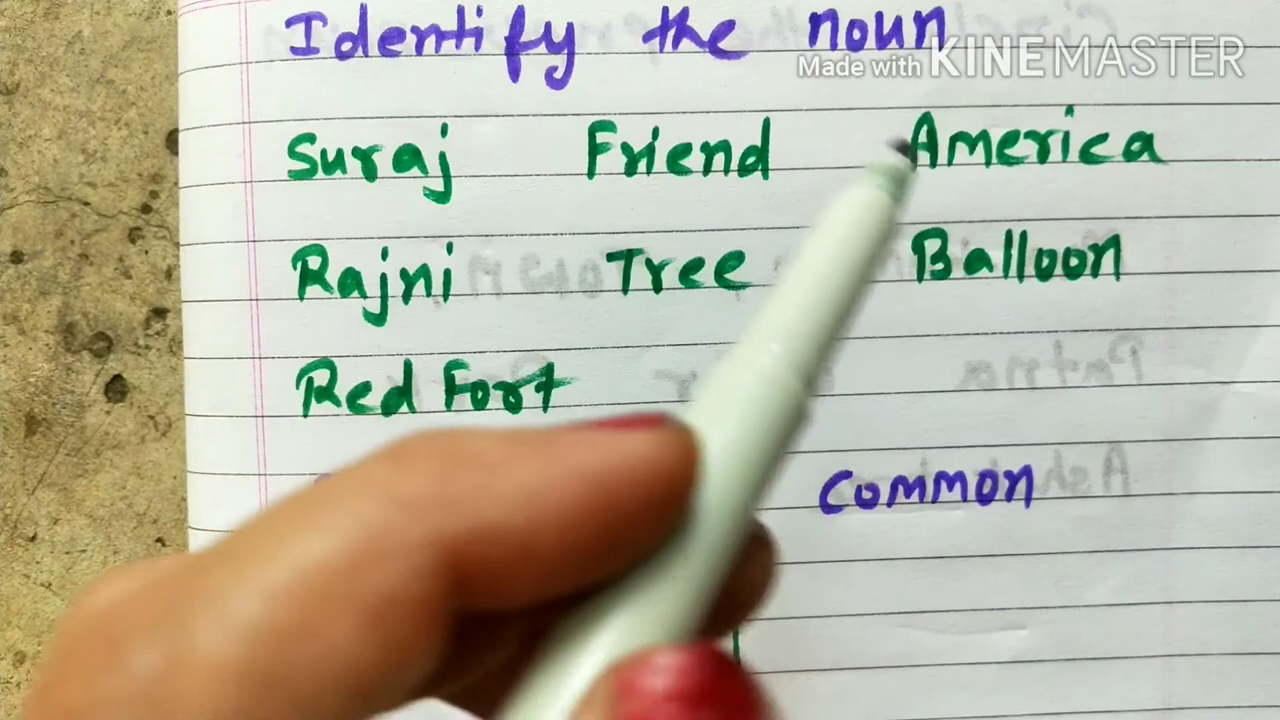 Identify the noun
Made with KINEMASTER
Suraj Friend America
Rajni Tree Balloon
Red Fort
Common